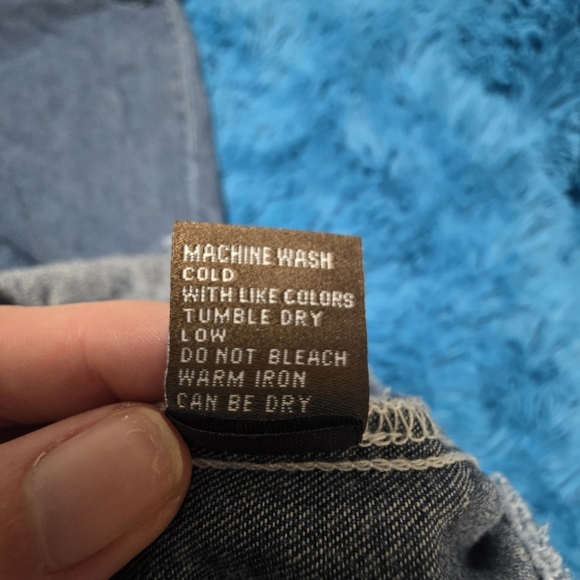 MACHINE WASH
COLD
WITH LIKE COLORS
TUMBLE DRY
LOW
DO NOT BLEACH
WARM IRON
CAN BE DRY